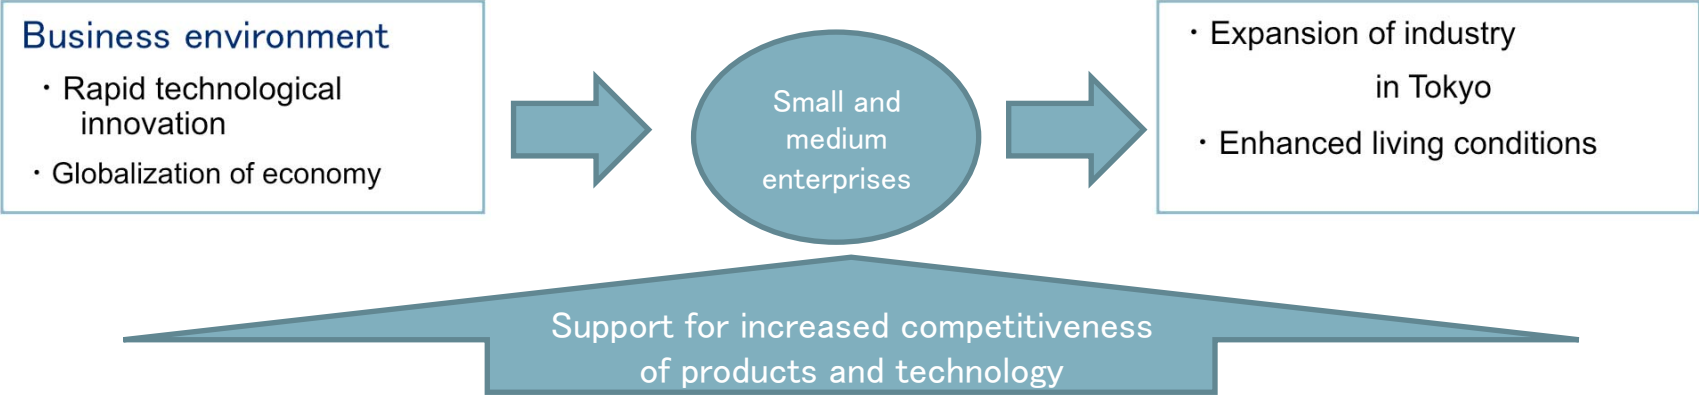 Business environment
・Rapid technological
innovation
・Globalization of economy
Small and
medium
enterprises
・Expansion of industry
in Tokyo
・Enhanced living conditions
Support for increased competitiveness
of products and technology